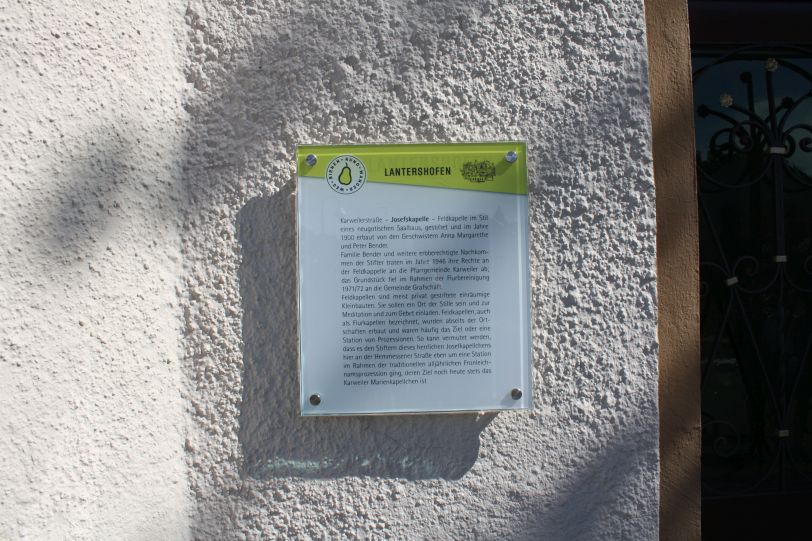 BIRNEN-RUND-WANDER-WEG
LANTERSHOFEN
Karweilerstraße – Josefskapelle – Feldkapelle im Stil
eines neugotischen Saalbaus, gestiftet und im Jahre
1900 erbaut von den Geschwistern Anna Margarethe
und Peter Bender.
Familie Bender und weitere erbberechtigte Nachkom-
men der Stifter traten im Jahre 1946 ihre Rechte an
der Feldkapelle an die Pfarrgemeinde Karweiler ab;
das Grundstück fiel im Rahmen der Flurbereinigung
1971/72 an die Gemeinde Grafschaft.
Feldkapellen sind meist privat gestiftete einräumige
Kleinbauten. Sie sollen ein Ort der Stille sein und zur
Meditation und zum Gebet einladen. Feldkapellen, auch
als Flurkapellen bezeichnet, wurden abseits der Ort-
schaften erbaut und waren häufig das Ziel oder eine
Station von Prozessionen. So kann vermutet werden,
dass es den Stiftern dieses herrlichen Josefkapellchens
hier an der Hemmessener Straße eben um eine Station
im Rahmen der traditionellen alljährlichen Fronleich-
namsprozession ging, deren Ziel noch heute stets das
Karweiler Marienkapellchen ist